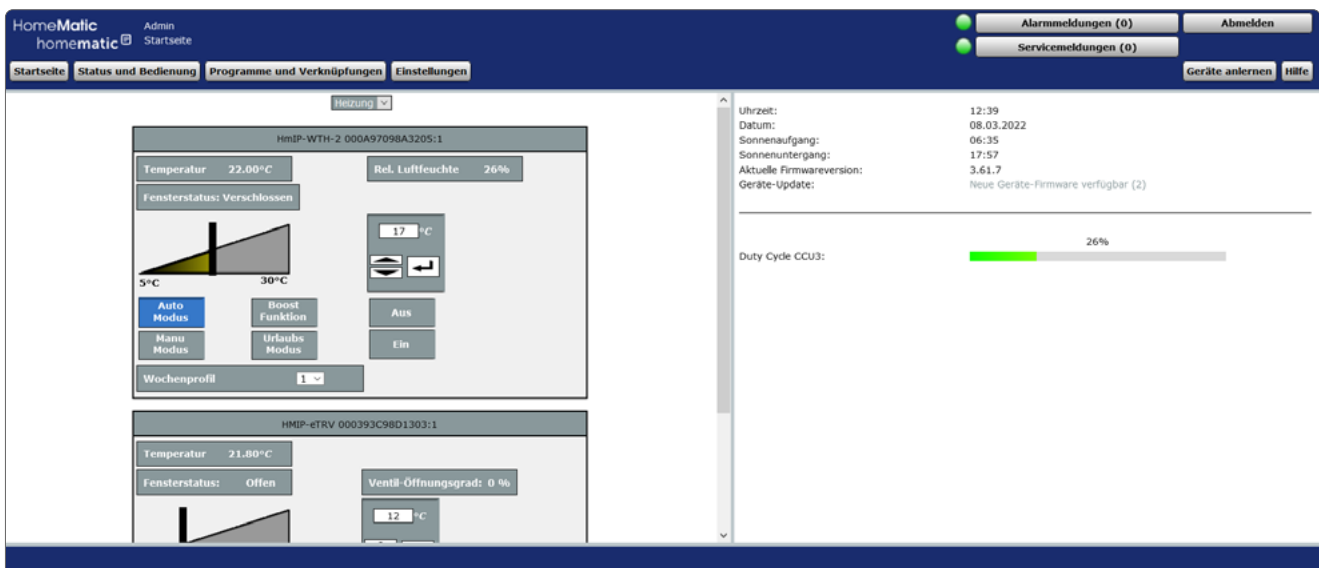 HomeMatic
homematic
Admin
Startseite
Alarmmeldungen (0)
Abmelden
Servicemeldungen (0)
Startseite Status und Bedienung Programme und Verknüpfungen Einstellungen
Geräte anlernen Hilfe
Heizung
HmIP-WTH-2 000A97098A3205:1
Temperatur 22.00°C
Rel. Luftfeuchte 26%
Fensterstatus: Verschlossen
17 °C
5°C 30°C
Auto
Modus
Boost
Funktion
Aus
Manu
Modus
Urlaubs
Modus
Ein
Wochenprofil 1
HMIP-eTRV 000393C98D1303:1
Temperatur 21.80°C
Fensterstatus: Offen
Ventil-Öffnungsgrad: 0 %
12 °C
Uhrzeit: 12:39
Datum: 08.03.2022
Sonnenaufgang: 06:35
Sonnenuntergang: 17:57
Aktuelle Firmwareversion: 3.61.7
Geräte-Update: Neue Geräte-Firmware verfügbar (2)
26%
Duty Cycle CCU3: